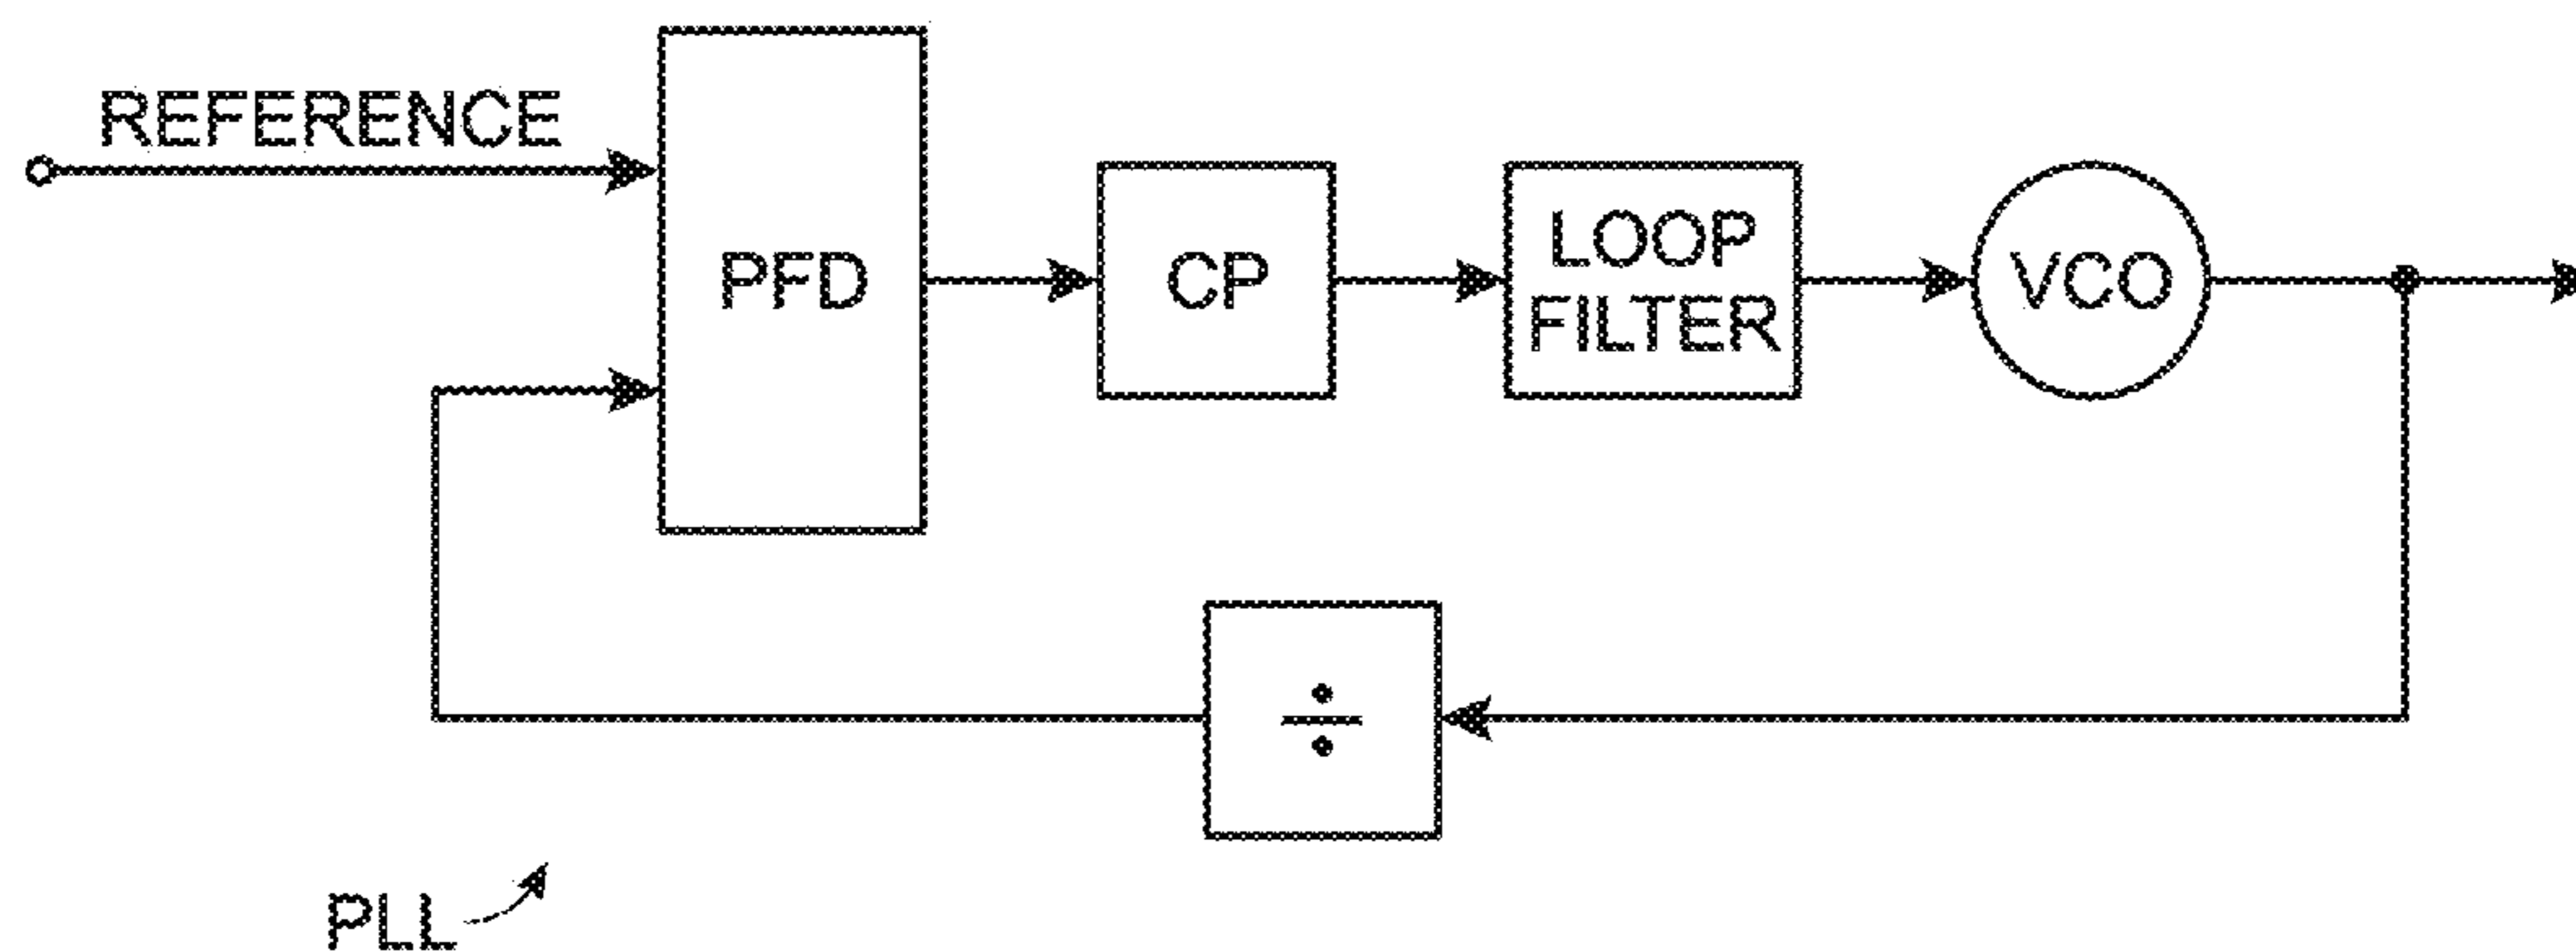 REFERENCE
PFD
CP
LOOP
FILTER
VCO
÷
PLL